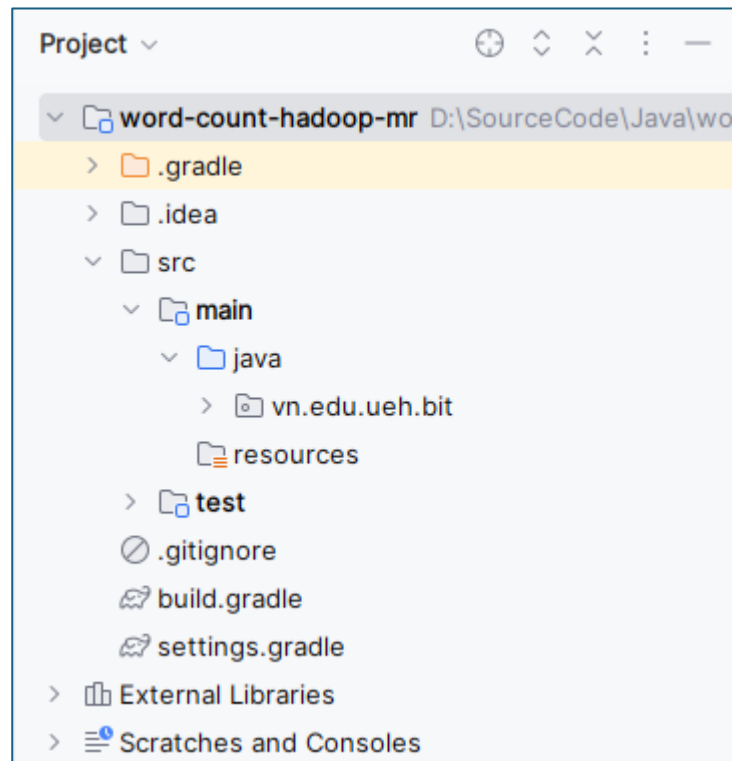 Project
word-count-hadoop-mr D:\SourceCode\Java\wo
.gradle
.idea
src
main
java
vn.edu.ueh.bit
resources
test
.gitignore
build.gradle
settings.gradle
External Libraries
Scratches and Consoles